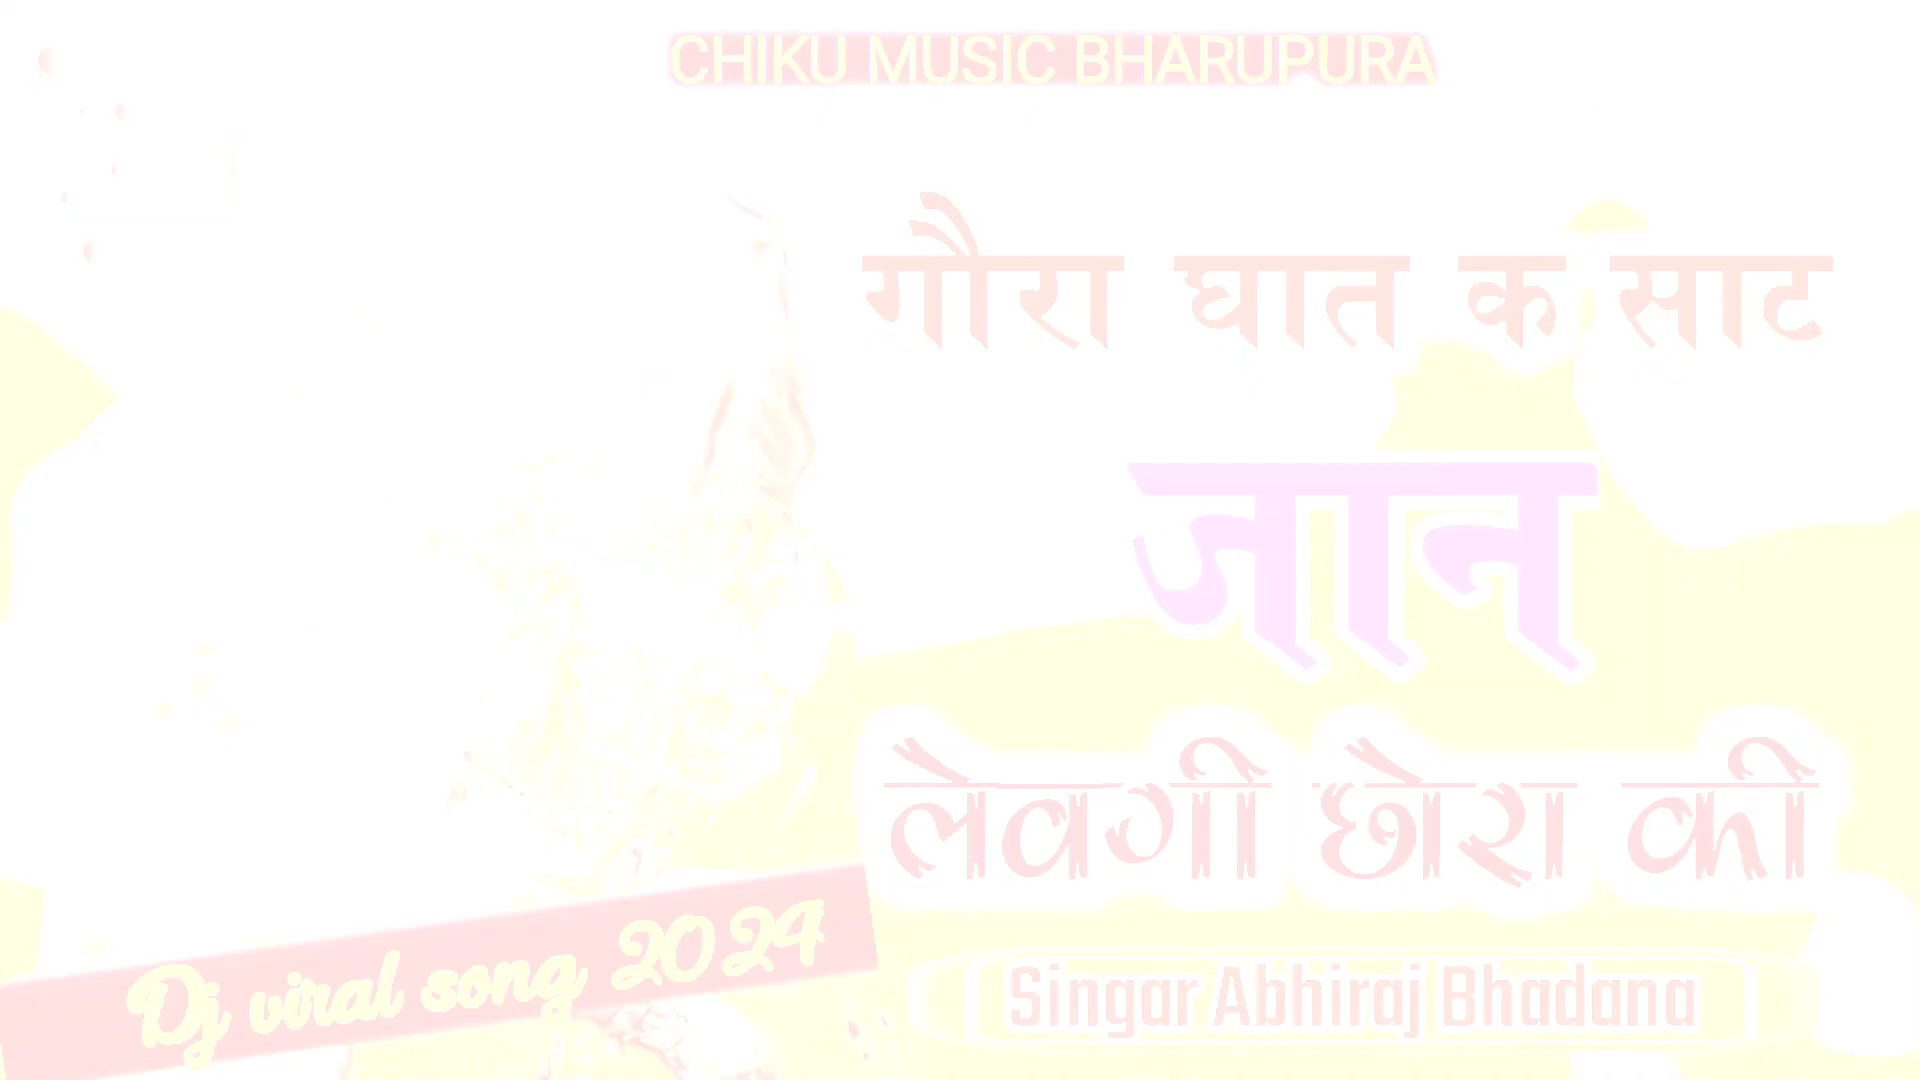 CHIKU MUSIC BHARUPURA
गौरा घात क साट
जान
लेवगी छोरा की
Dj viral song 2024
Singar Abhiraj Bhadana